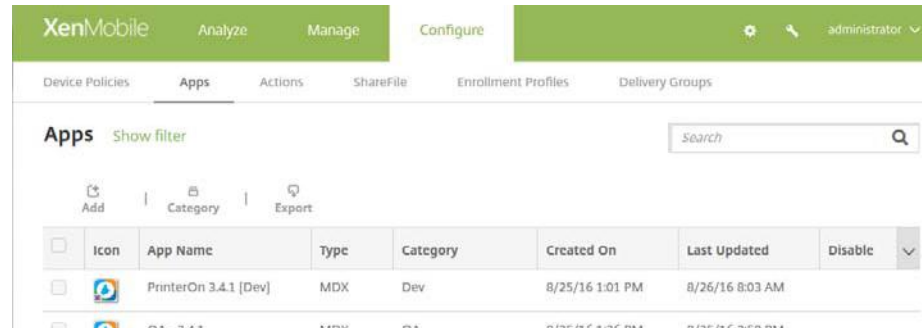 XenMobile Analyze Manage Configure administrator
Device Policies Apps Actions ShareFile Enrollment Profiles Delivery Groups
Apps Show filter Search
Add Category Export
Icon App Name Type Category Created On Last Updated Disable
PrinterOn 3.4.1 [Dev] MDX Dev 8/25/16 1:01 PM 8/26/16 8:03 AM
MDX